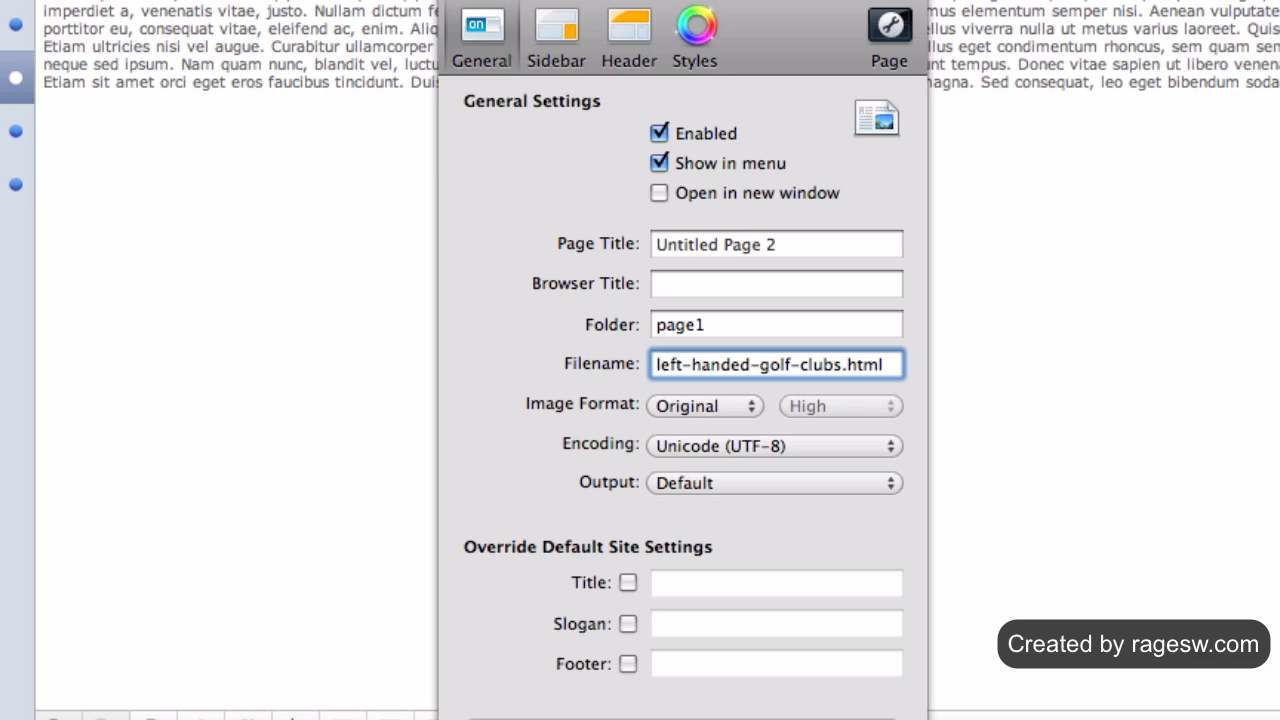 imperdiet a, venenatis vitae, justo. Nullam dictum fe
porttitor eu, consequat vitae, eleifend ac, enim. Aliq
Etiam ultricies nisi vel augue. Curabitur ullamcorper
neque sed ipsum. Nam quam nunc, blandit vel, luctu
Etiam sit amet orci eget eros faucibus tincidunt. Duis
mus elementum semper nisi. Aenean vulputate
ellus viverra nulla ut metus varius laoreet. Quis
llus eget condimentum rhoncus, sem quam sem
nt tempus. Donec vitae sapien ut libero venena
nagna. Sed consequat, leo eget bibendum soda
on
General Sidebar Header Styles Page
General Settings
Enabled
Show in menu
Open in new window
Page Title: Untitled Page 2
Browser Title:
Folder: page1
Filename: left-handed-golf-clubs.html
Image Format: Original High
Encoding: Unicode (UTF-8)
Output: Default
Override Default Site Settings
Title:
Slogan:
Footer:
Created by ragesw.com